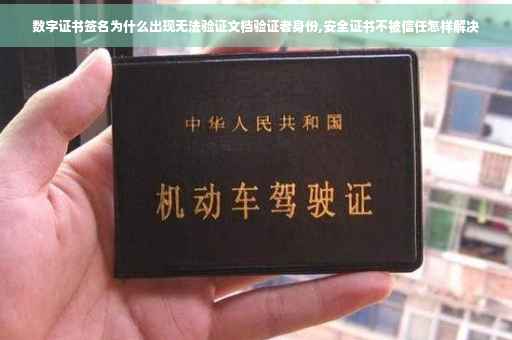 数字证书签名为什么出现无法验证文档验证者身份,安全证书不被信任怎样解决
中华人民共和国
机动车驾驶证